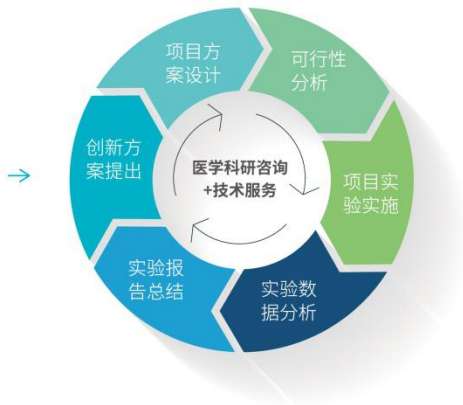 项目方
案设计
可行性
分析
项目实
验实施
实验数
据分析
实验报
告总结
创新方
案提出
医学科研咨询
+技术服务